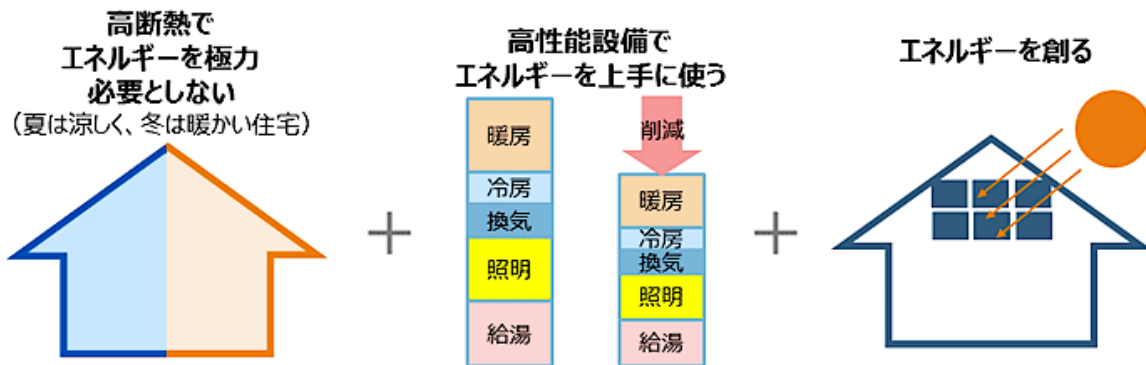 高断熱で
エネルギーを極力
必要としない
（夏は涼しく、冬は暖かい住宅）
高性能設備で
エネルギーを上手に使う
暖房
冷房
換気
照明
給湯
削減
暖房
冷房
換気
照明
給湯
エネルギーを創る